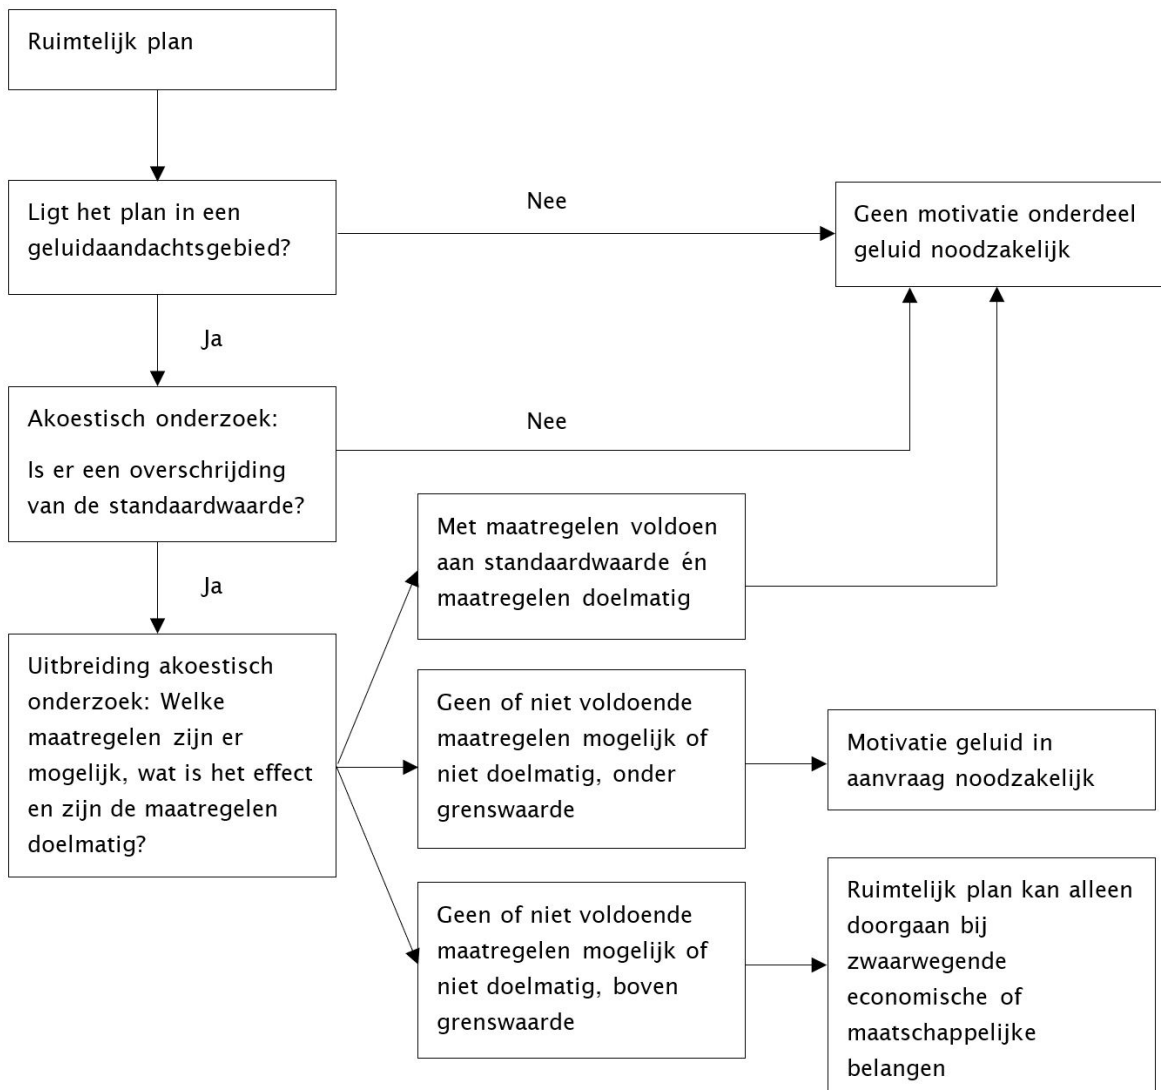 Ruimtelijk plan
Ligt het plan in een
geluidaandachtsgebied?
Nee
Geen motivatie onderdeel
geluid noodzakelijk
Ja
Akoestisch onderzoek:
Is er een overschrijding
van de standaardwaarde?
Nee
Ja
Uitbreiding akoestisch
onderzoek: Welke
maatregelen zijn er
mogelijk, wat is het effect
en zijn de maatregelen
doelmatig?
Met maatregelen voldoen
aan standaardwaarde én
maatregelen doelmatig
Geen of niet voldoende
maatregelen mogelijk of
niet doelmatig, onder
grenswaarde
Motivatie geluid in
aanvraag noodzakelijk
Geen of niet voldoende
maatregelen mogelijk of
niet doelmatig, boven
grenswaarde
Ruimtelijk plan kan alleen
doorgaan bij
zwaarwegende
economische of
maatschappelijke
belangen